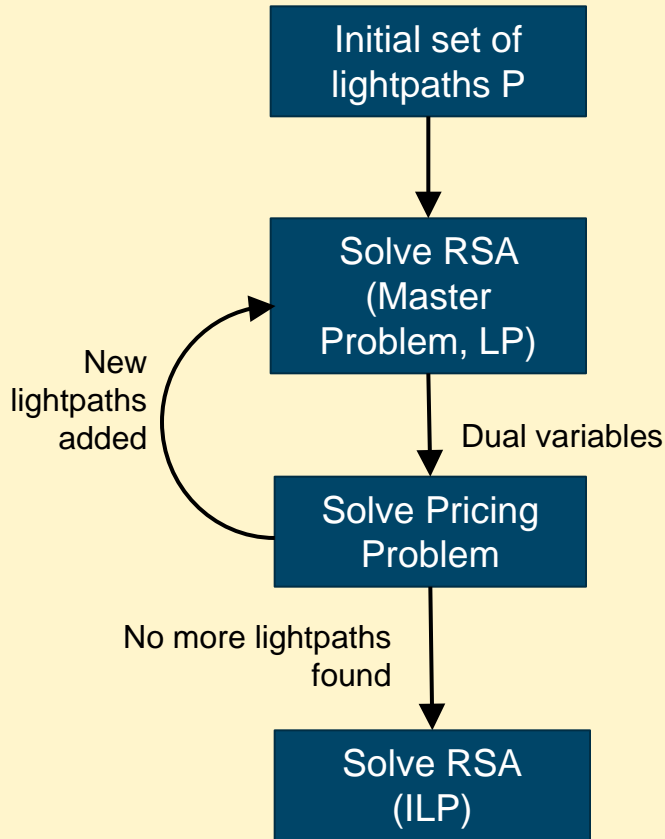 Initial set of
lightpaths P
Solve RSA
(Master
Problem, LP)
New
lightpaths
added
Dual variables
Solve Pricing
Problem
No more lightpaths
found
Solve RSA
(ILP)